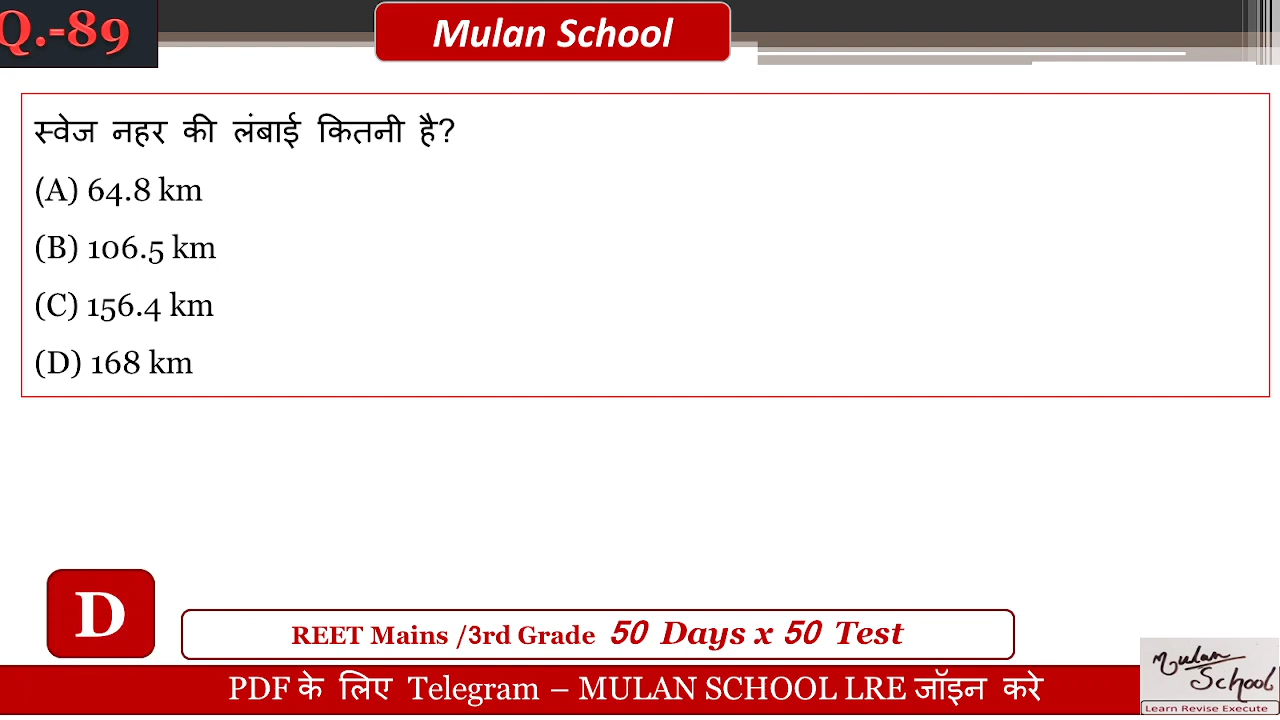 Q.-89
Mulan School
स्वेज नहर की लंबाई कितनी है?
(A) 64.8 km
(B) 106.5 km
(C) 156.4 km
(D) 168 km
D
REET Mains /3rd Grade 50 Days x 50 Test
PDF के लिए Telegram – MULAN SCHOOL LRE जॉइन करे
Mulan
School
Learn Revise Execute